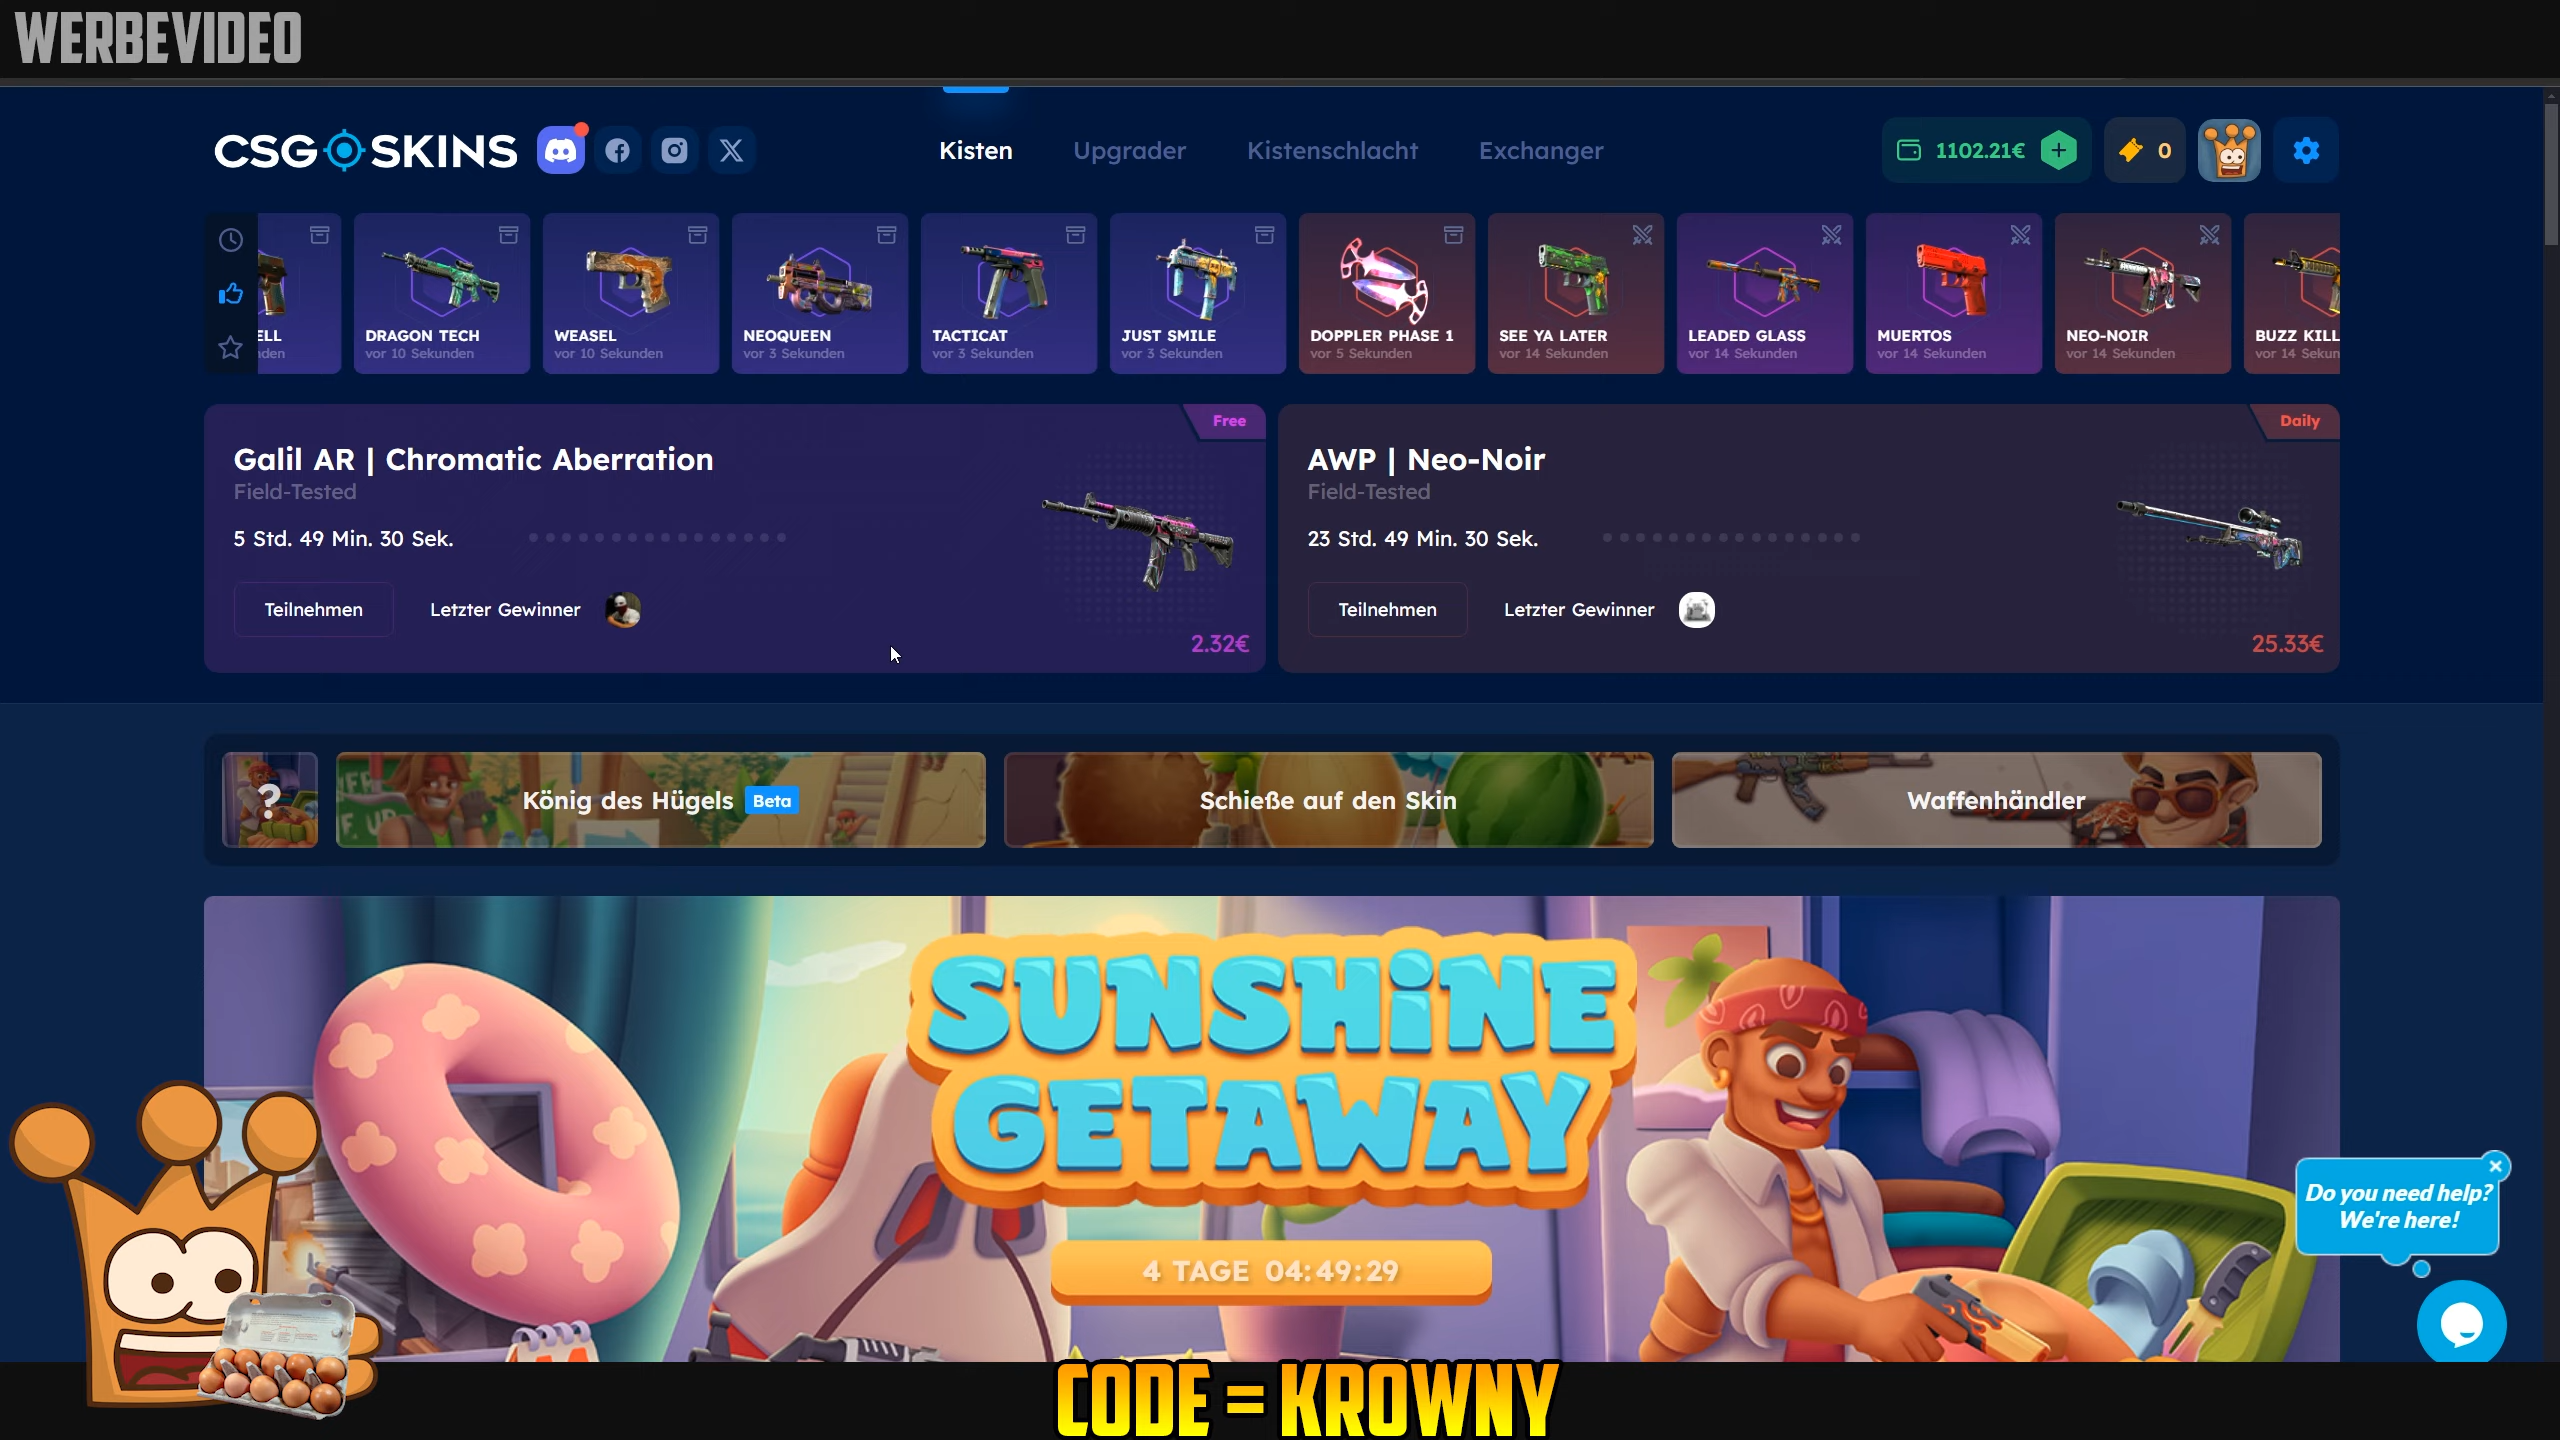 WERBEVIDEO
CSGOSKINS
Kisten
Upgrader
Kistenschlacht
Exchanger
1102.21€
0
ELL
nden
DRAGON TECH
vor 10 Sekunden
WEASEL
vor 10 Sekunden
NEOQUEEN
vor 3 Sekunden
TACTICAT
vor 3 Sekunden
JUST SMILE
vor 3 Sekunden
DOPPLER PHASE 1
vor 5 Sekunden
SEE YA LATER
vor 14 Sekunden
LEADED GLASS
vor 14 Sekunden
MUERTOS
vor 14 Sekunden
NEO-NOIR
vor 14 Sekunden
BUZZ KILL
vor 14 Sekun
Free
Galil AR | Chromatic Aberration
Field-Tested
5 Std. 49 Min. 30 Sek.
Teilnehmen
Letzter Gewinner
2.32€
Daily
AWP | Neo-Noir
Field-Tested
23 Std. 49 Min. 30 Sek.
Teilnehmen
Letzter Gewinner
25.33€
?
König des Hügels Beta
Schieße auf den Skin
Waffenhändler
SUNSHINE
GETAWAY
4 TAGE 04:49:29
Do you need help?
We're here!
CODE = KROWNY